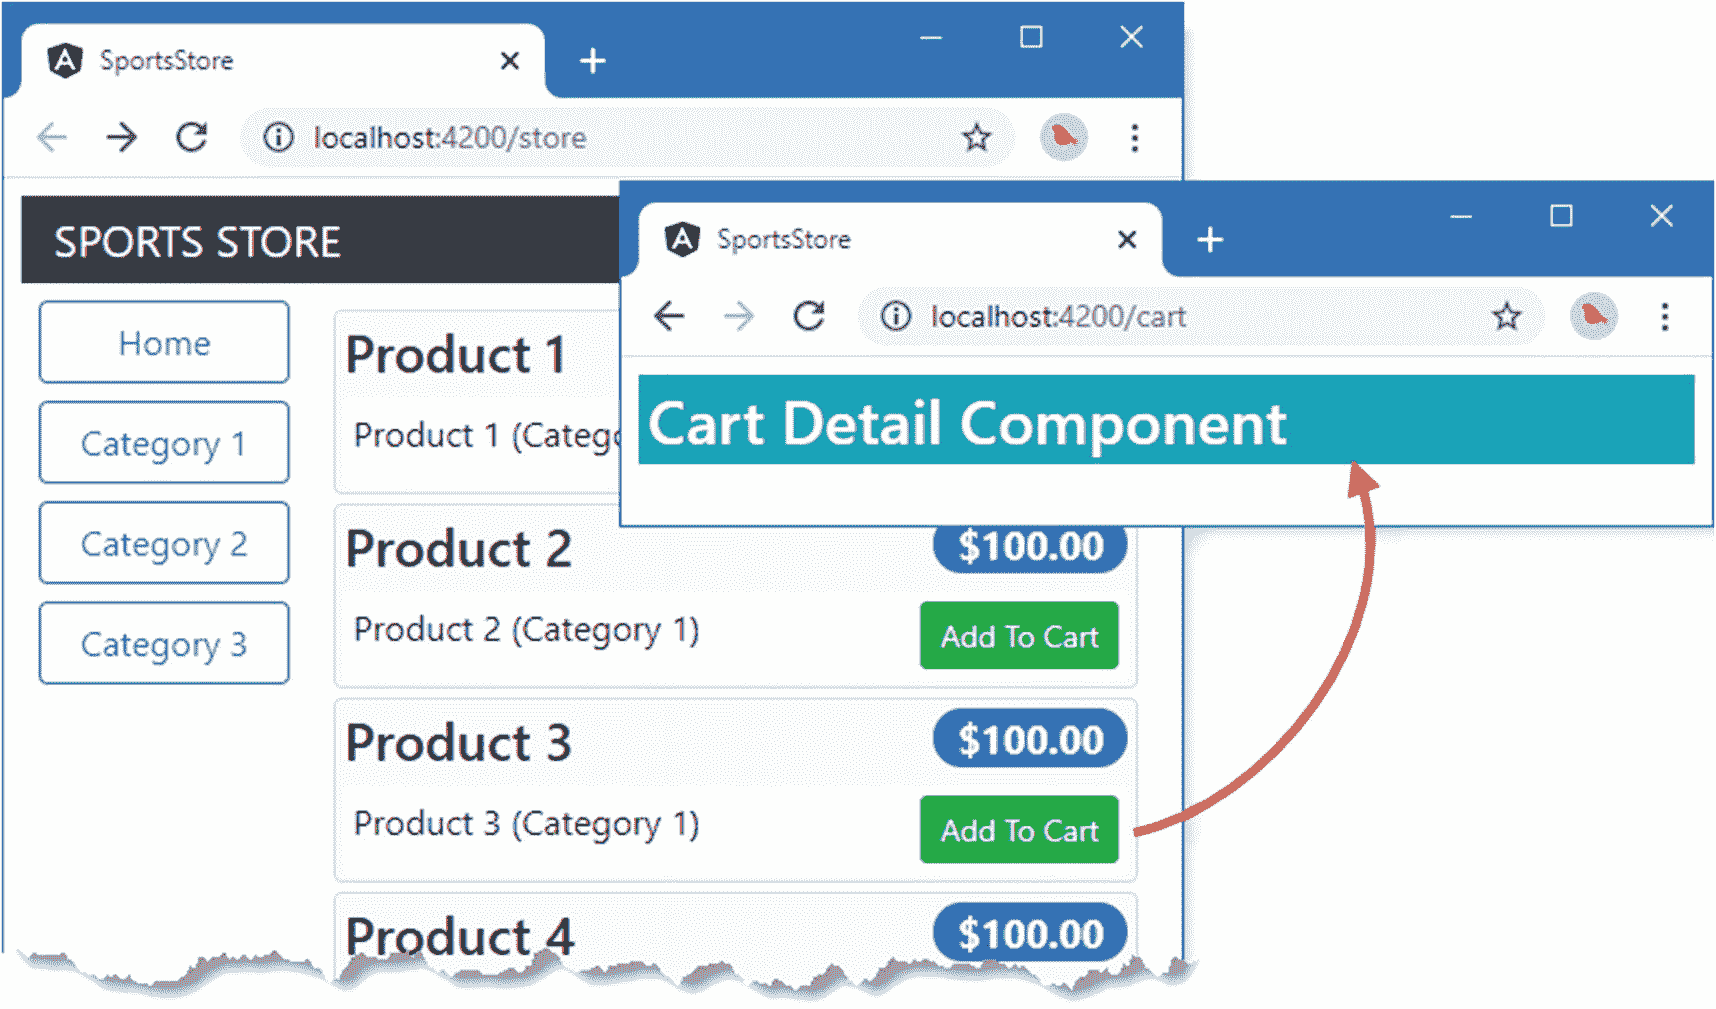 SportsStore
localhost:4200/store
SPORTS STORE
Home
Category 1
Category 2
Category 3
Product 1
Product 1 (Catego
Product 2
$100.00
Product 2 (Category 1)
Add To Cart
Product 3
$100.00
Product 3 (Category 1)
Add To Cart
Product 4
$100.00
SportsStore
localhost:4200/cart
Cart Detail Component